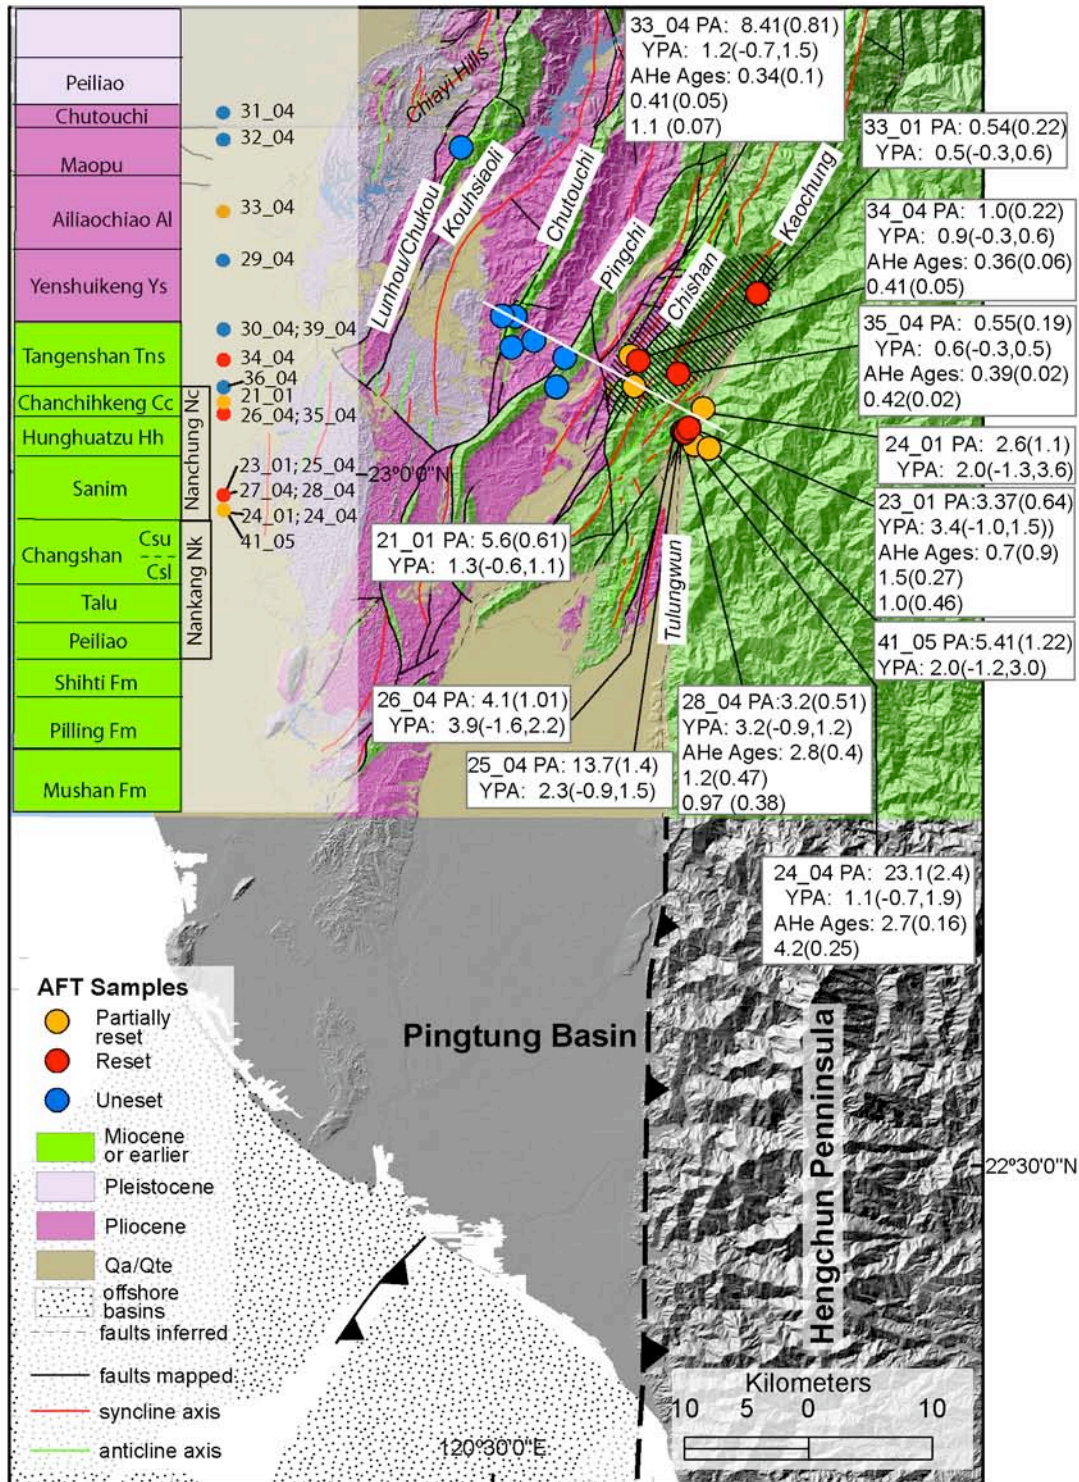 Peiliao
Chutouchi
Maopu
Ailiaochiao Al
Yenshuikeng Ys
Tangenshan Tns
Chanchihkeng Cc
Hunghuatzu Hh
Sanim
Changshan
Csu
Csl
Talu
Peiliao
Shihti Fm
Pilling Fm
Mushan Fm
Nanchung Nc
Nankang Nk
31_04
32_04
33_04
29_04
30_04; 39_04
34_04
36_04
21_01
26_04; 35_04
23_01; 25_04
27_04; 28_04
24_01; 24_04
41_05
23º0'0"N
Chiayi Hills
Lunhou/Chukou
Kouhsiaoli
Chutouchi
Pingchi
Chishan
Kaochung
Tulungwun
33_04 PA: 8.41(0.81)
YPA: 1.2(-0.7,1.5)
AHe Ages: 0.34(0.1)
0.41(0.05)
1.1 (0.07)
33_01 PA: 0.54(0.22)
YPA: 0.5(-0.3,0.6)
34_04 PA: 1.0(0.22)
YPA: 0.9(-0.3,0.6)
AHe Ages: 0.36(0.06)
0.41(0.05)
35_04 PA: 0.55(0.19)
YPA: 0.6(-0.3,0.5)
AHe Ages: 0.39(0.02)
0.42(0.02)
24_01 PA: 2.6(1.1)
YPA: 2.0(-1.3,3.6)
23_01 PA:3.37(0.64)
YPA: 3.4(-1.0,1.5))
AHe Ages: 0.7(0.9)
1.5(0.27)
1.0(0.46)
41_05 PA:5.41(1.22)
YPA: 2.0(-1.2,3.0)
21_01 PA: 5.6(0.61)
YPA: 1.3(-0.6,1.1)
26_04 PA: 4.1(1.01)
YPA: 3.9(-1.6,2.2)
25_04 PA: 13.7(1.4)
YPA: 2.3(-0.9,1.5)
28_04 PA:3.2(0.51)
YPA: 3.2(-0.9,1.2)
AHe Ages: 2.8(0.4)
1.2(0.47)
0.97 (0.38)
24_04 PA: 23.1(2.4)
YPA: 1.1(-0.7,1.9)
AHe Ages: 2.7(0.16)
4.2(0.25)
Pingtung Basin
Hengchun Penninsula
22º30'0"N
120º30'0"E
AFT Samples
Partially
reset
Reset
Uneset
Miocene
or earlier
Pleistocene
Pliocene
Qa/Qte
offshore
basins
faults inferred
faults mapped
syncline axis
anticline axis
Kilometers
10 5 0 10